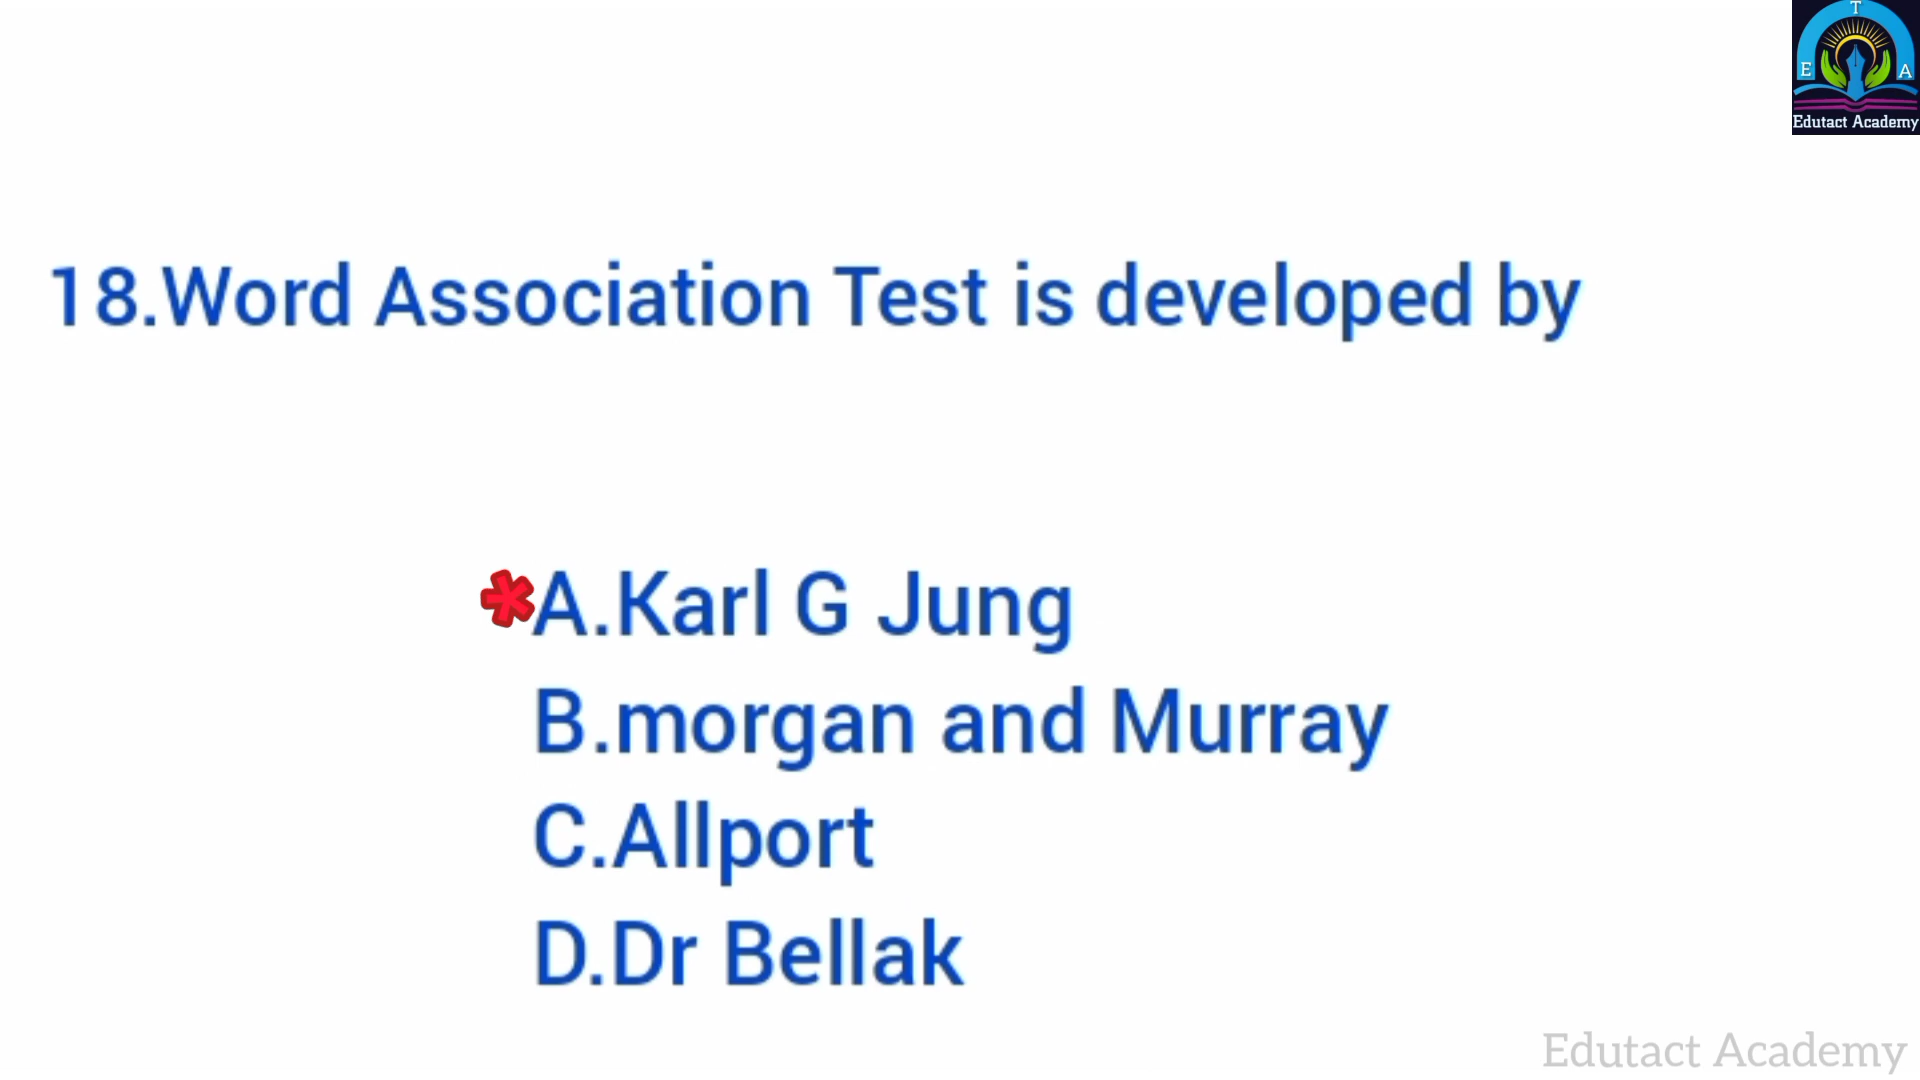 T
E A
Edutact Academy
18.Word Association Test is developed by
*A.Karl G Jung
B.morgan and Murray
C.Allport
D.Dr Bellak
Edutact Academy